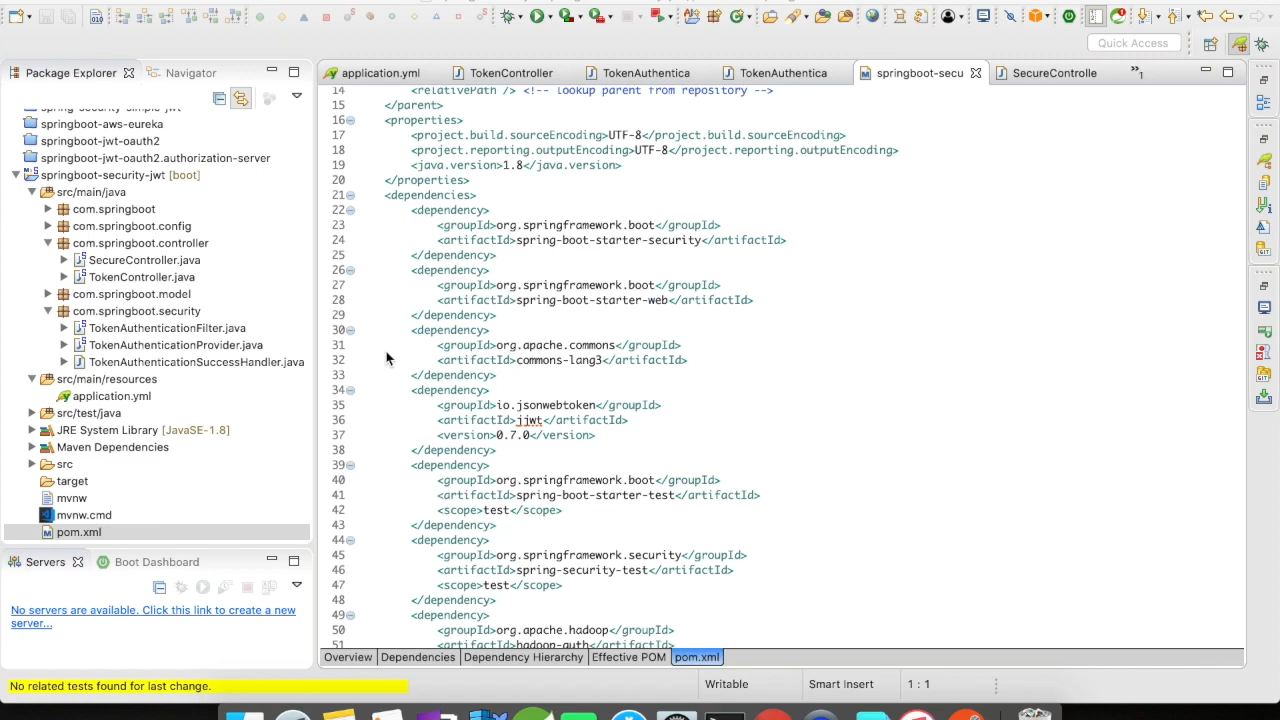 Quick Access
Package Explorer
Navigator
application.yml
TokenController
TokenAuthentica
TokenAuthentica
springboot-secu
SecureControlle
»1
springboot-aws-eureka
springboot-jwt-oauth2
springboot-jwt-oauth2.authorization-server
springboot-security-jwt [boot]
src/main/java
com.springboot
com.springboot.config
com.springboot.controller
SecureController.java
TokenController.java
com.springboot.model
com.springboot.security
TokenAuthenticationFilter.java
TokenAuthenticationProvider.java
TokenAuthenticationSuccessHandler.java
src/main/resources
application.yml
src/test/java
JRE System Library [JavaSE-1.8]
Maven Dependencies
src
target
mvnw
mvnw.cmd
pom.xml
14 <relativePath /> <!-- lookup parent from repository -->
15 </parent>
16 <properties>
17 <project.build.sourceEncoding>UTF-8</project.build.sourceEncoding>
18 <project.reporting.outputEncoding>UTF-8</project.reporting.outputEncoding>
19 <java.version>1.8</java.version>
20 </properties>
21 <dependencies>
22 <dependency>
23 <groupId>org.springframework.boot</groupId>
24 <artifactId>spring-boot-starter-security</artifactId>
25 </dependency>
26 <dependency>
27 <groupId>org.springframework.boot</groupId>
28 <artifactId>spring-boot-starter-web</artifactId>
29 </dependency>
30 <dependency>
31 <groupId>org.apache.commons</groupId>
32 <artifactId>commons-lang3</artifactId>
33 </dependency>
34 <dependency>
35 <groupId>io.jsonwebtoken</groupId>
36 <artifactId>jjwt</artifactId>
37 <version>0.7.0</version>
38 </dependency>
39 <dependency>
40 <groupId>org.springframework.boot</groupId>
41 <artifactId>spring-boot-starter-test</artifactId>
42 <scope>test</scope>
43 </dependency>
44 <dependency>
45 <groupId>org.springframework.security</groupId>
46 <artifactId>spring-security-test</artifactId>
47 <scope>test</scope>
48 </dependency>
49 <dependency>
50 <groupId>org.apache.hadoop</groupId>
51 <artifactId>hadoop-auth</artifactId>
Servers
Boot Dashboard
No servers are available. Click this link to create a new
server...
Overview
Dependencies
Dependency Hierarchy
Effective POM
pom.xml
No related tests found for last change.
Writable
Smart Insert
1 : 1